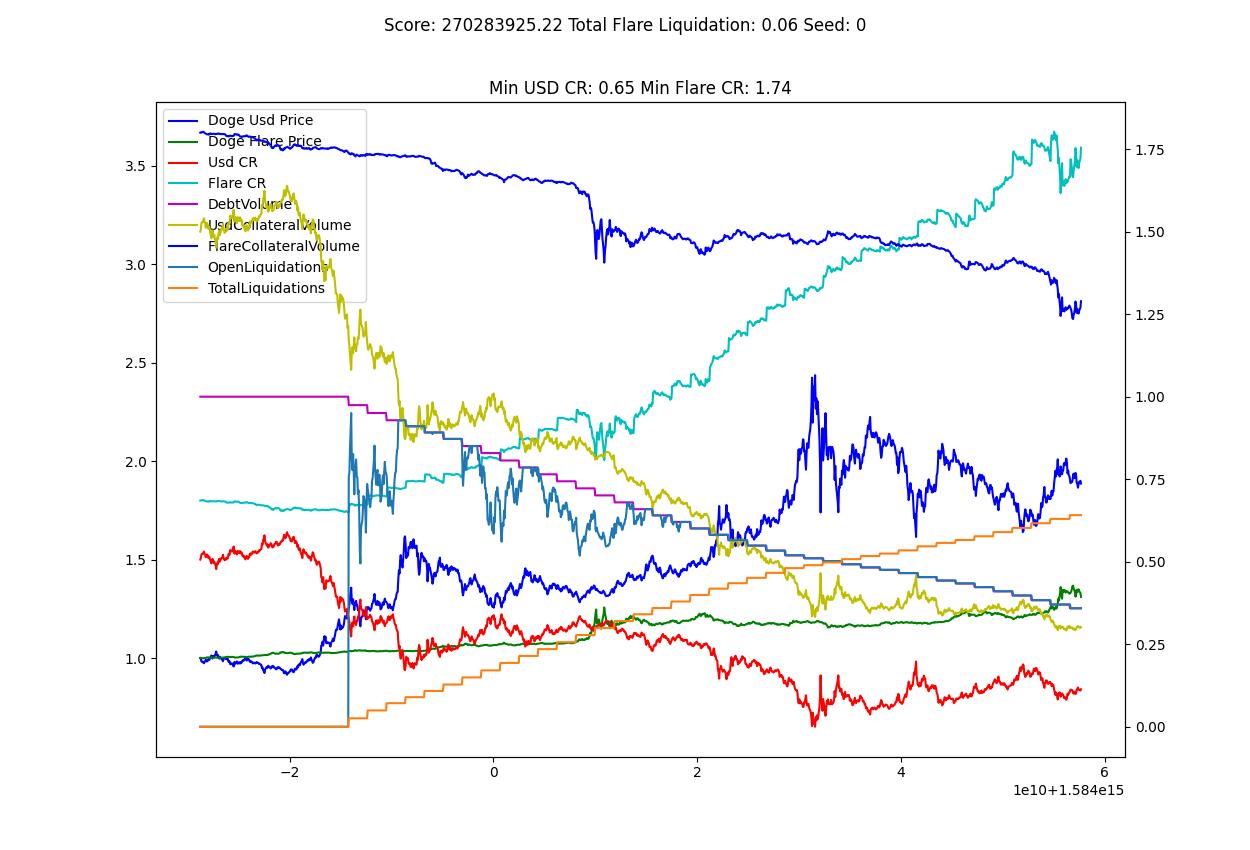 Score: 270283925.22 Total Flare Liquidation: 0.06 Seed: 0
Min USD CR: 0.65 Min Flare CR: 1.74
Doge Usd Price
Doge Flare Price
Usd CR
Flare CR
DebtVolume
UsdCollateralVolume
FlareCollateralVolume
OpenLiquidations
TotalLiquidations
3.5
3.0
2.5
2.0
1.5
1.0
1.75
1.50
1.25
1.00
0.75
0.50
0.25
0.00
−2
0
2
4
6
1e10+1.584e15